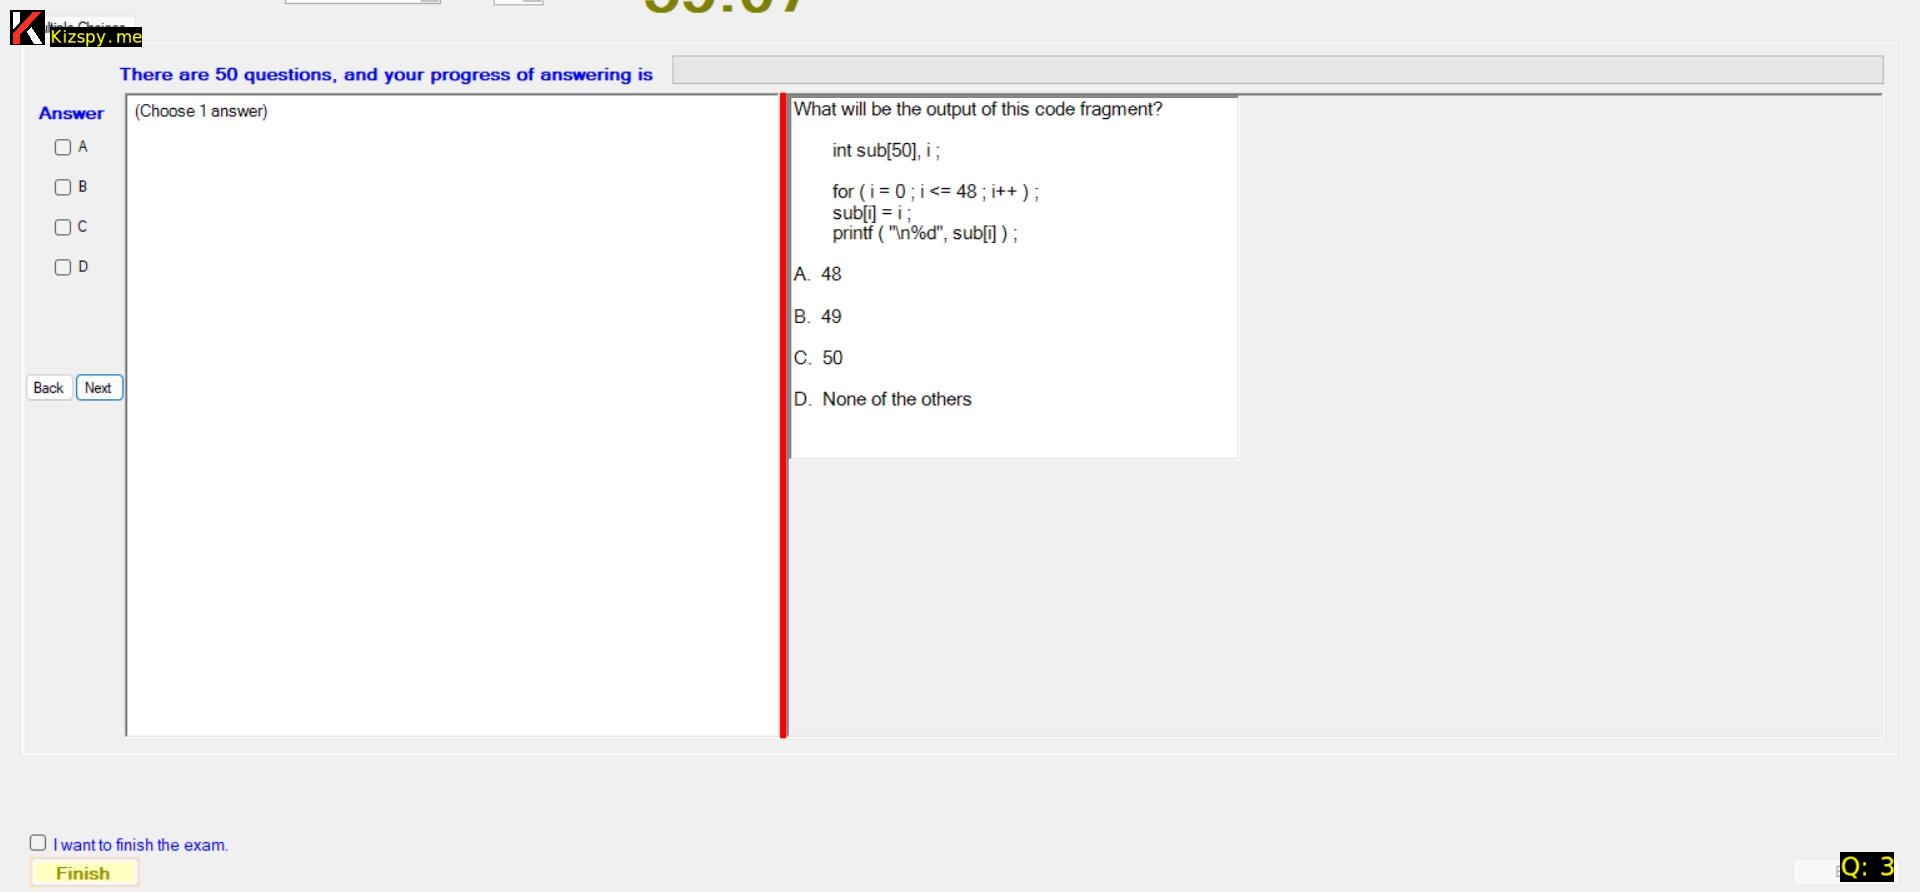 Kizspy.me
There are 50 questions, and your progress of answering is
Answer
(Choose 1 answer)
A
B
C
D
Back Next
What will be the output of this code fragment?
int sub[50], i ;
for ( i = 0 ; i <= 48 ; i++ ) ;
sub[i] = i ;
printf ( "\n%d", sub[i] ) ;
A. 48
B. 49
C. 50
D. None of the others
I want to finish the exam.
Finish
Q: 3